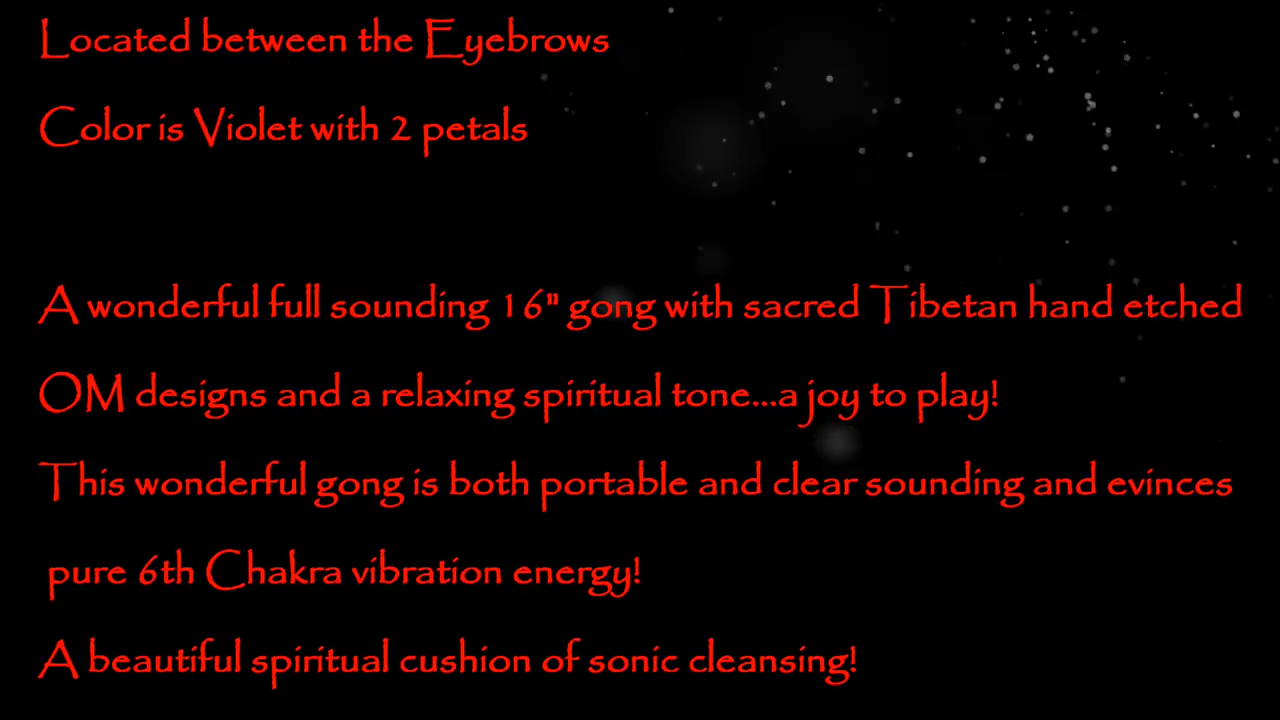 Located between the Eyebrows
Color is Violet with 2 petals
A wonderful full sounding 16" gong with sacred Tibetan hand etched
OM designs and a relaxing spiritual tone...a joy to play!
This wonderful gong is both portable and clear sounding and evinces
pure 6th Chakra vibration energy!
A beautiful spiritual cushion of sonic cleansing!